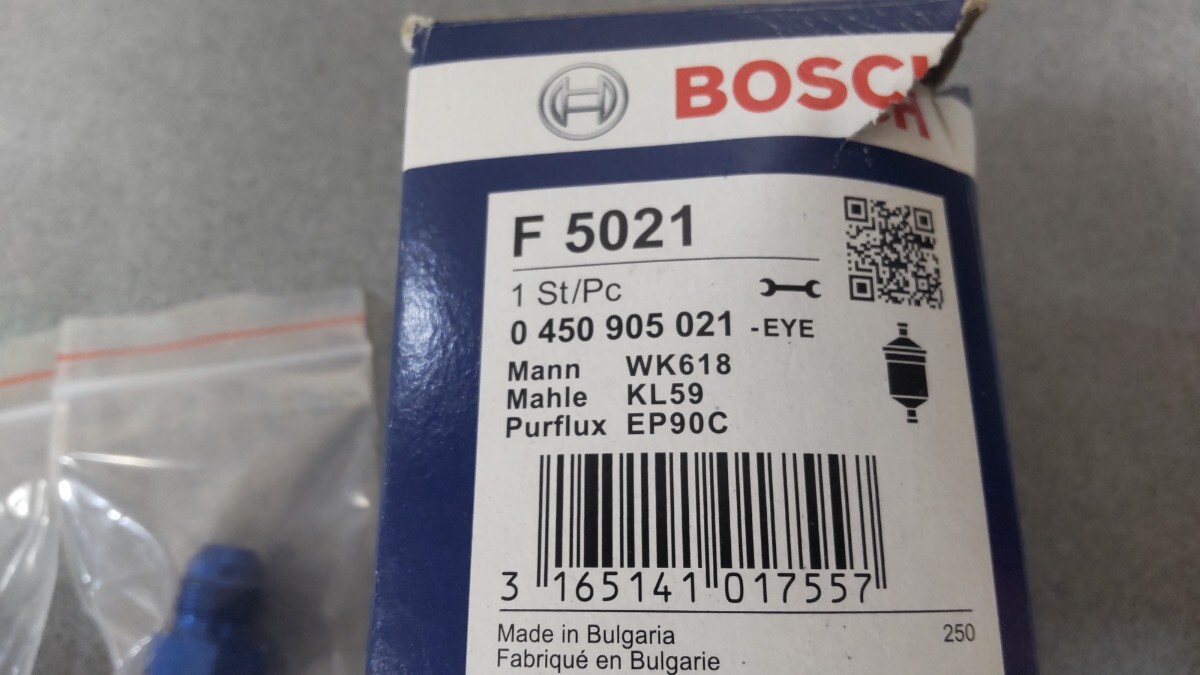 BOSCH
F 5021
1 St/Pc
0 450 905 021 -EYE
Mann WK618
Mahle KL59
Purflux EP90C
3 165141 017557
Made in Bulgaria 250
Fabriqué en Bulgarie